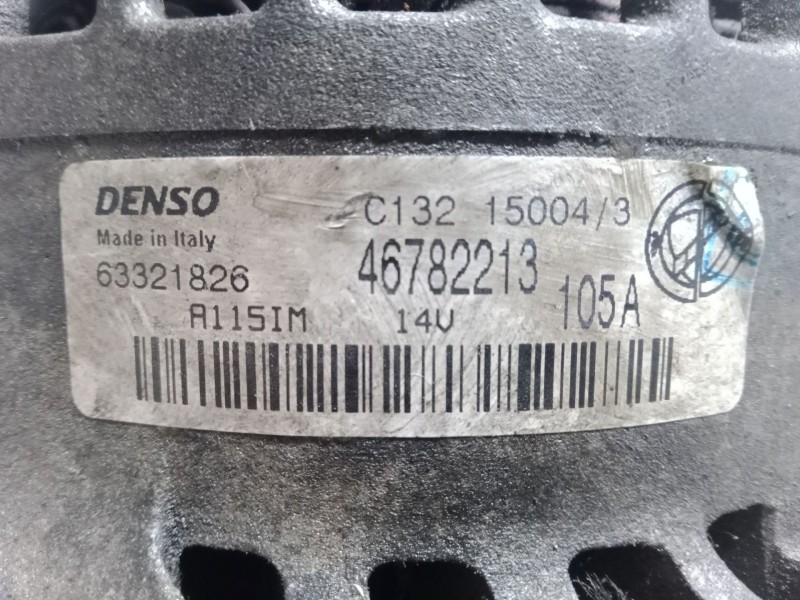 DENSO
C132 15004/3
Made in Italy
46782213
63321826
105A
A115IM
14V